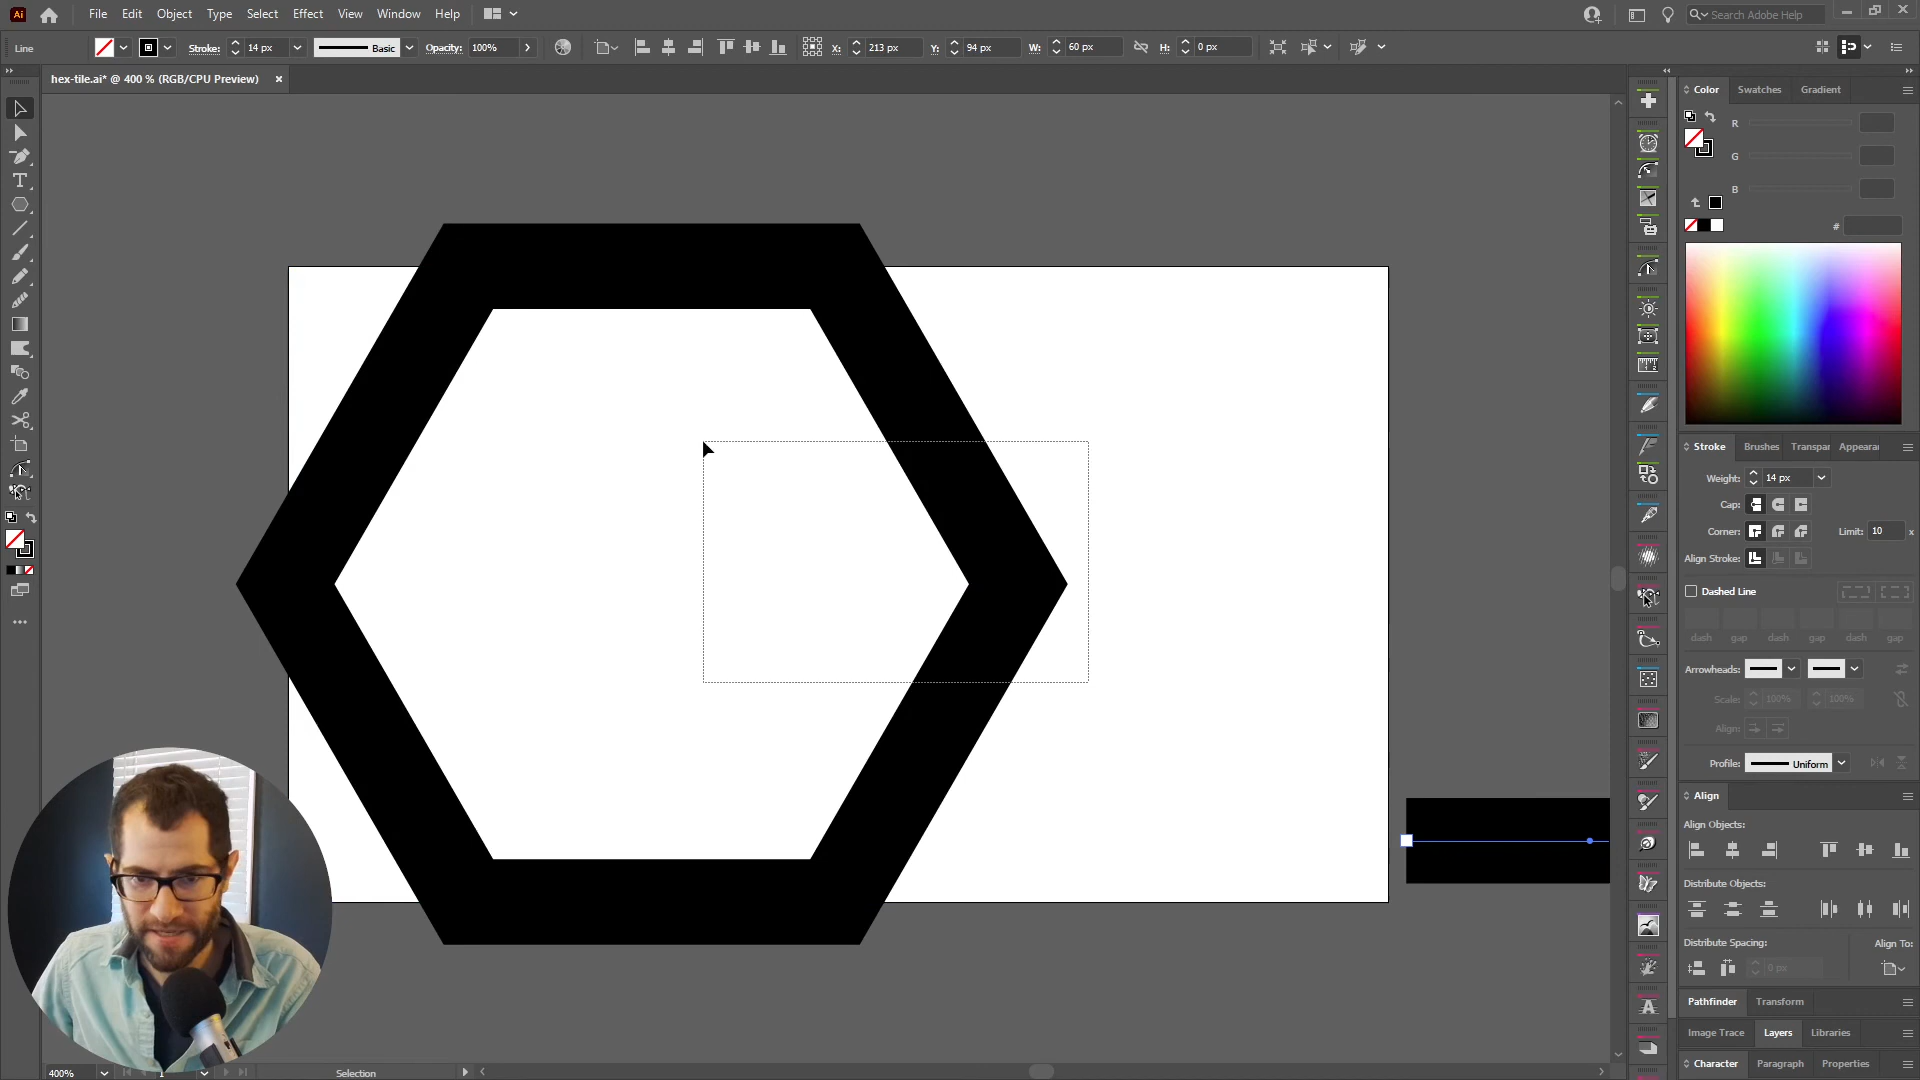 Ai File Edit Object Type Select Effect View Window Help Search Adobe Help
Line Stroke: 14 px Basic Opacity: 100% X: 213 px Y: 94 px W: 60 px H: 0 px
hex-tile.ai* @ 400 % (RGB/CPU Preview) ×
Color Swatches Gradient
R
G
B
#
Stroke Brushes Transpar Appeara
Weight: 14 px
Cap:
Corner: Limit: 10 x
Align Stroke:
Dashed Line
dash gap dash gap dash gap
Arrowheads:
Scale: 100% 100%
Align:
Profile: Uniform
Align
Align Objects:
Distribute Objects:
Distribute Spacing: Align To:
0 px
Pathfinder Transform
Image Trace Layers Libraries
Character Paragraph Properties
400% 1 Selection